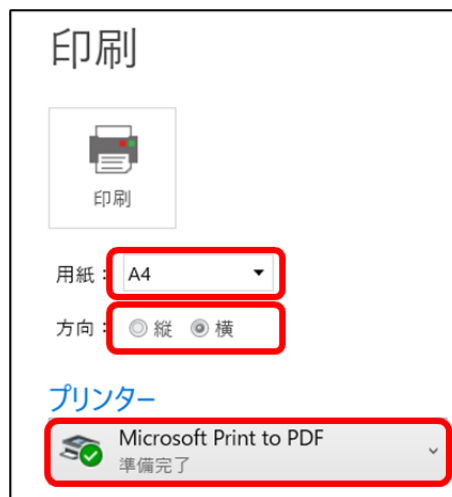 印刷
印刷
用紙： A4
方向： 縦 横
プリンター
Microsoft Print to PDF
準備完了